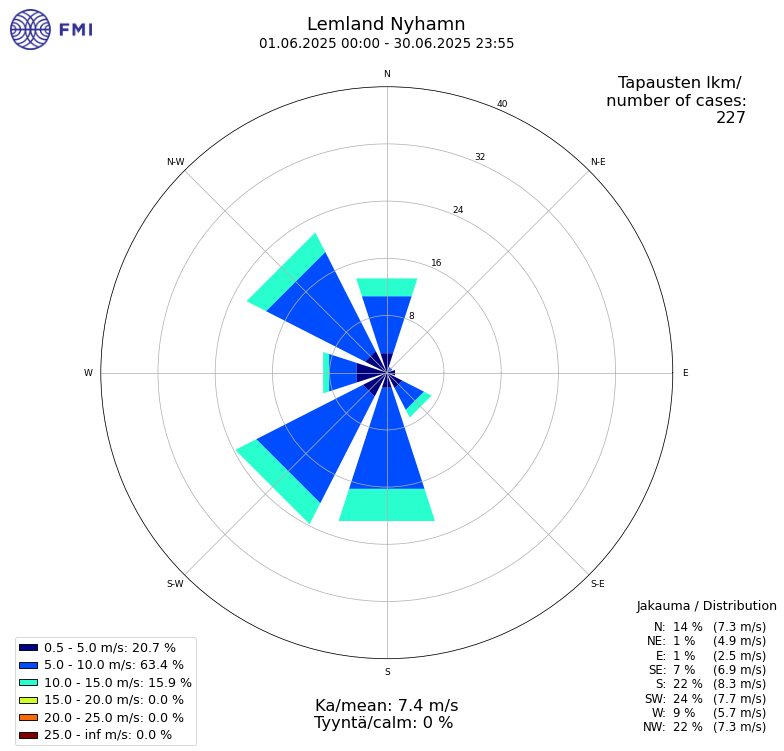 FMI
Lemland Nyhamn
01.06.2025 00:00 - 30.06.2025 23:55
Tapausten lkm/
number of cases:
227
N
N-E
E
S-E
S
S-W
W
N-W
40
32
24
16
8
0.5 - 5.0 m/s: 20.7 %
5.0 - 10.0 m/s: 63.4 %
10.0 - 15.0 m/s: 15.9 %
15.0 - 20.0 m/s: 0.0 %
20.0 - 25.0 m/s: 0.0 %
25.0 - inf m/s: 0.0 %
Ka/mean: 7.4 m/s
Tyyntä/calm: 0 %
Jakauma / Distribution
N: 14 % (7.3 m/s)
NE: 1 % (4.9 m/s)
E: 1 % (2.5 m/s)
SE: 7 % (6.9 m/s)
S: 22 % (8.3 m/s)
SW: 24 % (7.7 m/s)
W: 9 % (5.7 m/s)
NW: 22 % (7.3 m/s)